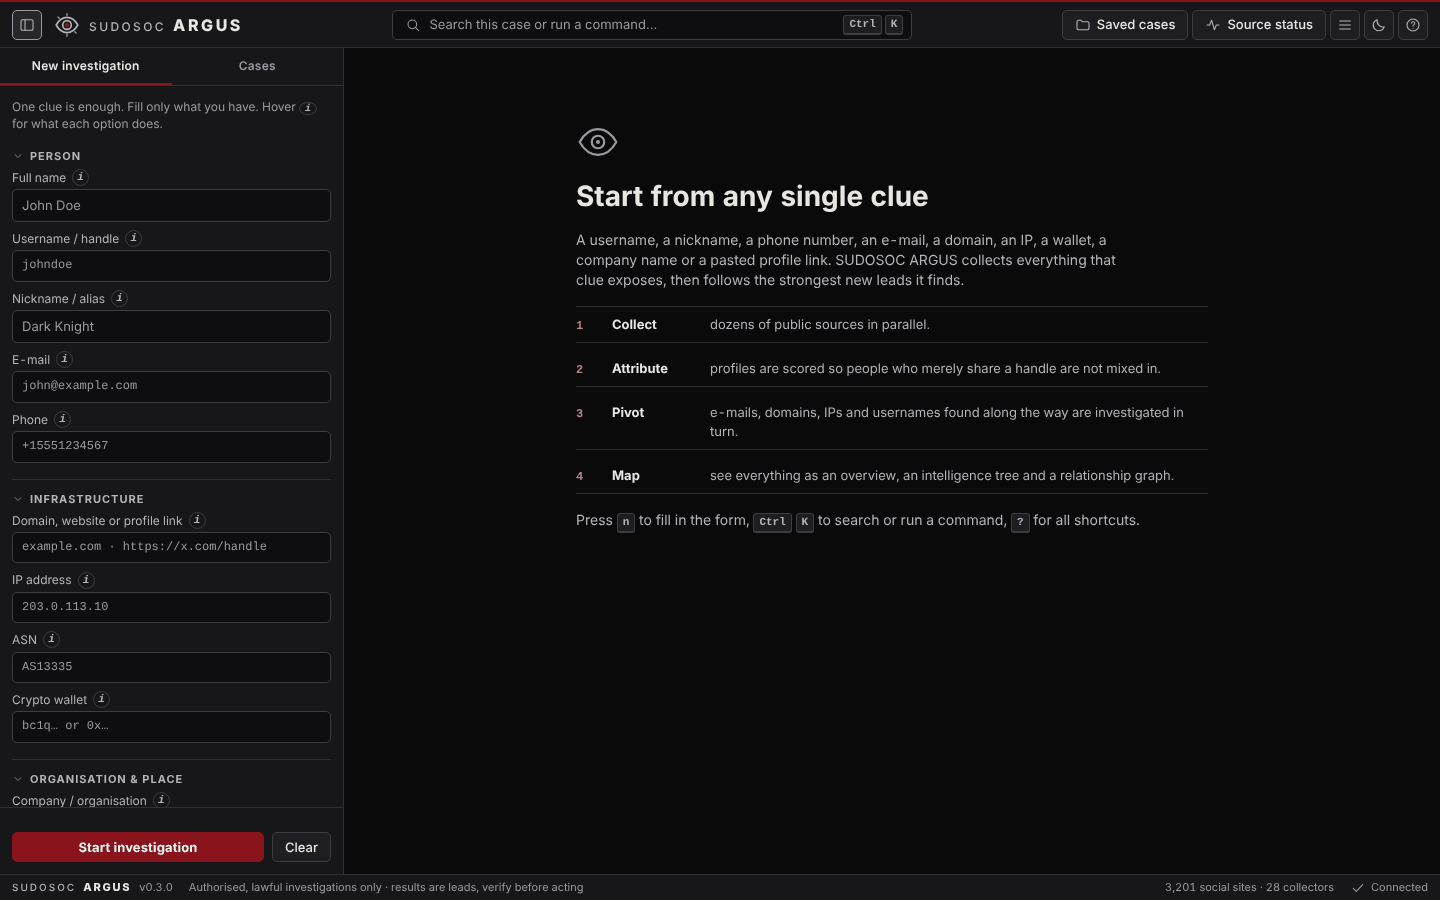 SUDOSOC ARGUS
Search this case or run a command...
Ctrl K
Saved cases
Source status
New investigation
Cases
One clue is enough. Fill only what you have. Hover i
for what each option does.
PERSON
Full name i
John Doe
Username / handle i
johndoe
Nickname / alias i
Dark Knight
E-mail i
john@example.com
Phone i
+15551234567
INFRASTRUCTURE
Domain, website or profile link i
example.com · https://x.com/handle
IP address i
203.0.113.10
ASN i
AS13335
Crypto wallet i
bc1q… or 0x…
ORGANISATION & PLACE
Company / organisation i
Start investigation
Clear
Start from any single clue
A username, a nickname, a phone number, an e-mail, a domain, an IP, a wallet, a
company name or a pasted profile link. SUDOSOC ARGUS collects everything that
clue exposes, then follows the strongest new leads it finds.
1 Collect dozens of public sources in parallel.
2 Attribute profiles are scored so people who merely share a handle are not mixed in.
3 Pivot e-mails, domains, IPs and usernames found along the way are investigated in
turn.
4 Map see everything as an overview, an intelligence tree and a relationship graph.
Press n to fill in the form, Ctrl K to search or run a command, ? for all shortcuts.
SUDOSOC ARGUS v0.3.0 Authorised, lawful investigations only · results are leads, verify before acting
3,201 social sites · 28 collectors
Connected